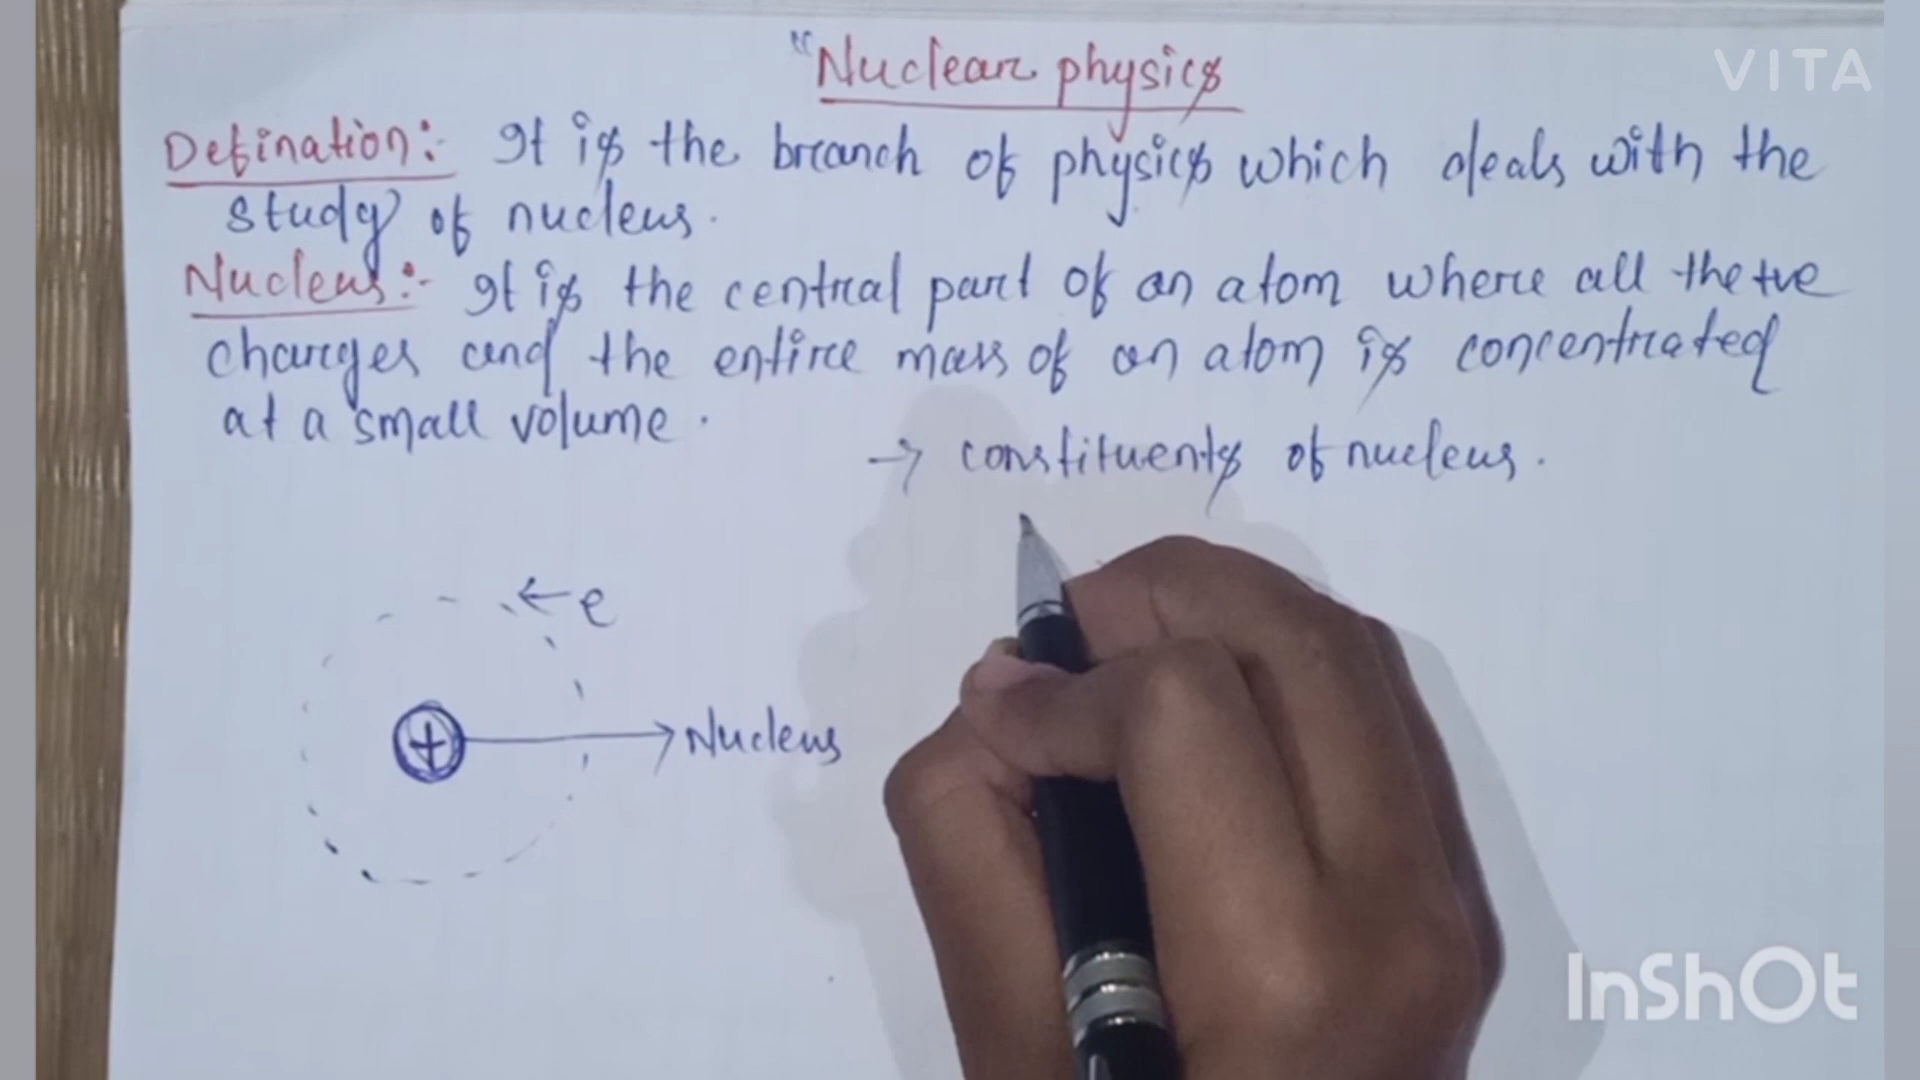 "Nuclear physics
VITA
Defination:- It is the branch of physics which deals with the
study of nucleus.
Nucleus:- It is the central part of an atom where all the +ve
charges and the entire mass of an atom is concentrated
at a small volume.
→ constituents of nucleus.
← e
+ → Nucleus
InShOt